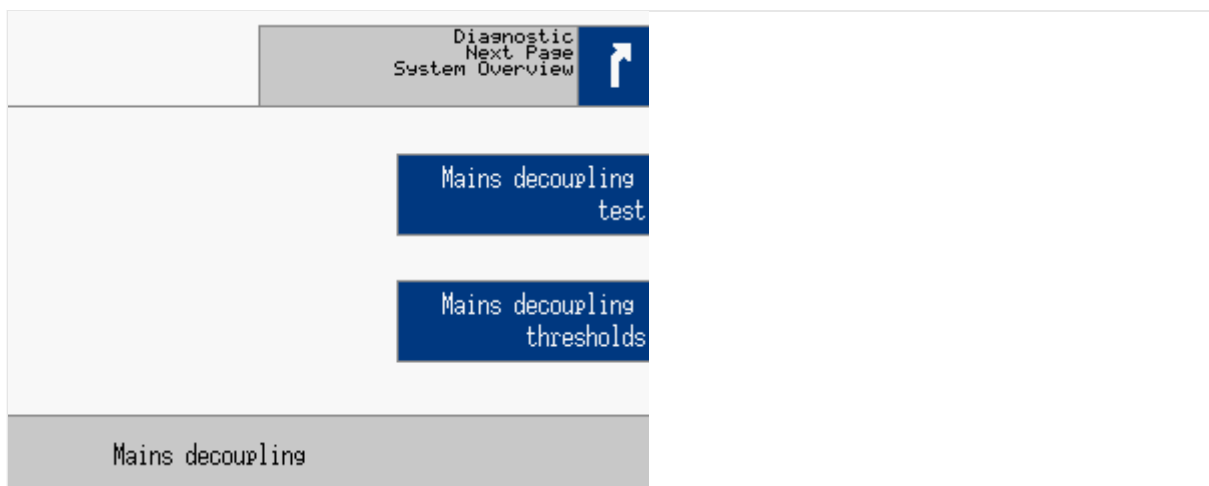 Diagnostic
Next Page
System Overview
Mains decoupling
test
Mains decoupling
thresholds
Mains decoupling